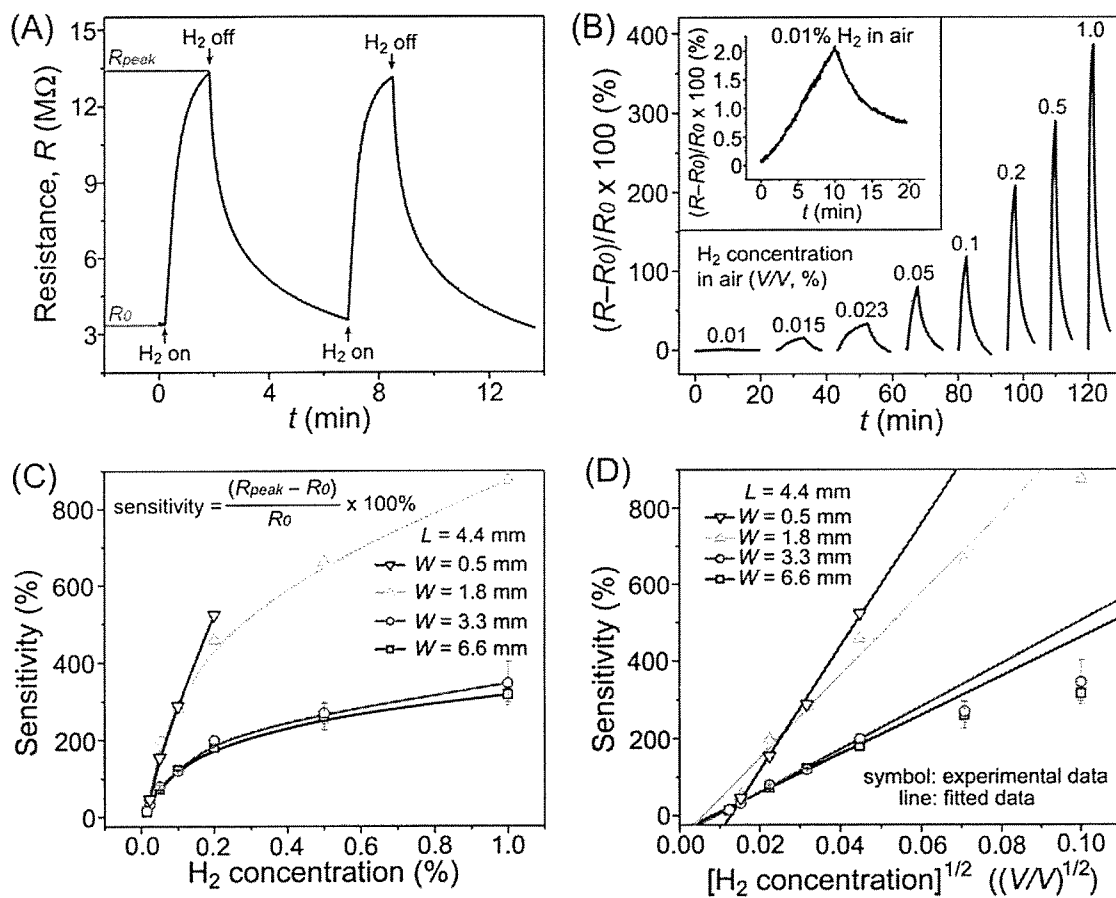 (A)
15
12
9
6
3
Resistance, R (MΩ)
Rpeak
R0
H2 off
H2 off
H2 on
H2 on
0 4 8 12
t (min)
(B)
400
300
200
100
0
(R–R0)/R0 x 100 (%)
0.01% H2 in air
2.0
1.5
1.0
0.5
0
(R–R0)/R0 x 100 (%)
0 5 10 15 20
t (min)
H2 concentration
in air (V/V, %)
0.01
0.015
0.023
0.05
0.1
0.2
0.5
1.0
0 20 40 60 80 100 120
t (min)
(C)
800
600
400
200
0
Sensitivity (%)
sensitivity = (Rpeak – R0) / R0 x 100%
L = 4.4 mm
W = 0.5 mm
W = 1.8 mm
W = 3.3 mm
W = 6.6 mm
0.0 0.2 0.4 0.6 0.8 1.0
H2 concentration (%)
(D)
800
600
400
200
0
Sensitivity (%)
L = 4.4 mm
W = 0.5 mm
W = 1.8 mm
W = 3.3 mm
W = 6.6 mm
symbol: experimental data
line: fitted data
0.00 0.02 0.04 0.06 0.08 0.10
[H2 concentration]1/2 ((V/V)1/2)